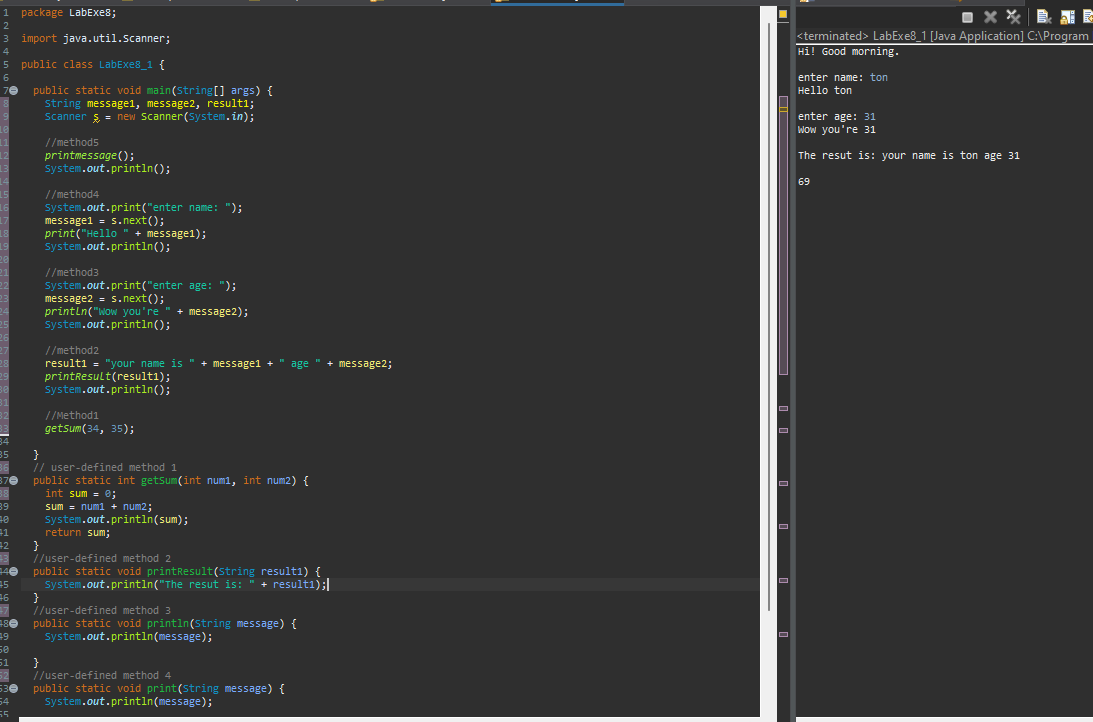 1 package LabExe8;
2
3 import java.util.Scanner;
4
5 public class LabExe8_1 {
6
7 public static void main(String[] args) {
8 String message1, message2, result1;
9 Scanner s = new Scanner(System.in);
10
11 //method5
12 printmessage();
13 System.out.println();
14
15 //method4
16 System.out.print("enter name: ");
17 message1 = s.next();
18 print("Hello " + message1);
19 System.out.println();
20
21 //method3
22 System.out.print("enter age: ");
23 message2 = s.next();
24 println("Wow you're " + message2);
25 System.out.println();
26
27 //method2
28 result1 = "your name is " + message1 + " age " + message2;
29 printResult(result1);
30 System.out.println();
31
32 //Method1
33 getSum(34, 35);
34
35 }
36 // user-defined method 1
37 public static int getSum(int num1, int num2) {
38 int sum = 0;
39 sum = num1 + num2;
40 System.out.println(sum);
41 return sum;
42 }
43 //user-defined method 2
44 public static void printResult(String result1) {
45 System.out.println("The resut is: " + result1);
46 }
47 //user-defined method 3
48 public static void println(String message) {
49 System.out.println(message);
50
51 }
52 //user-defined method 4
53 public static void print(String message) {
54 System.out.println(message);
55
<terminated> LabExe8_1 [Java Application] C:\Program
Hi! Good morning.
enter name: ton
Hello ton
enter age: 31
Wow you're 31
The resut is: your name is ton age 31
69